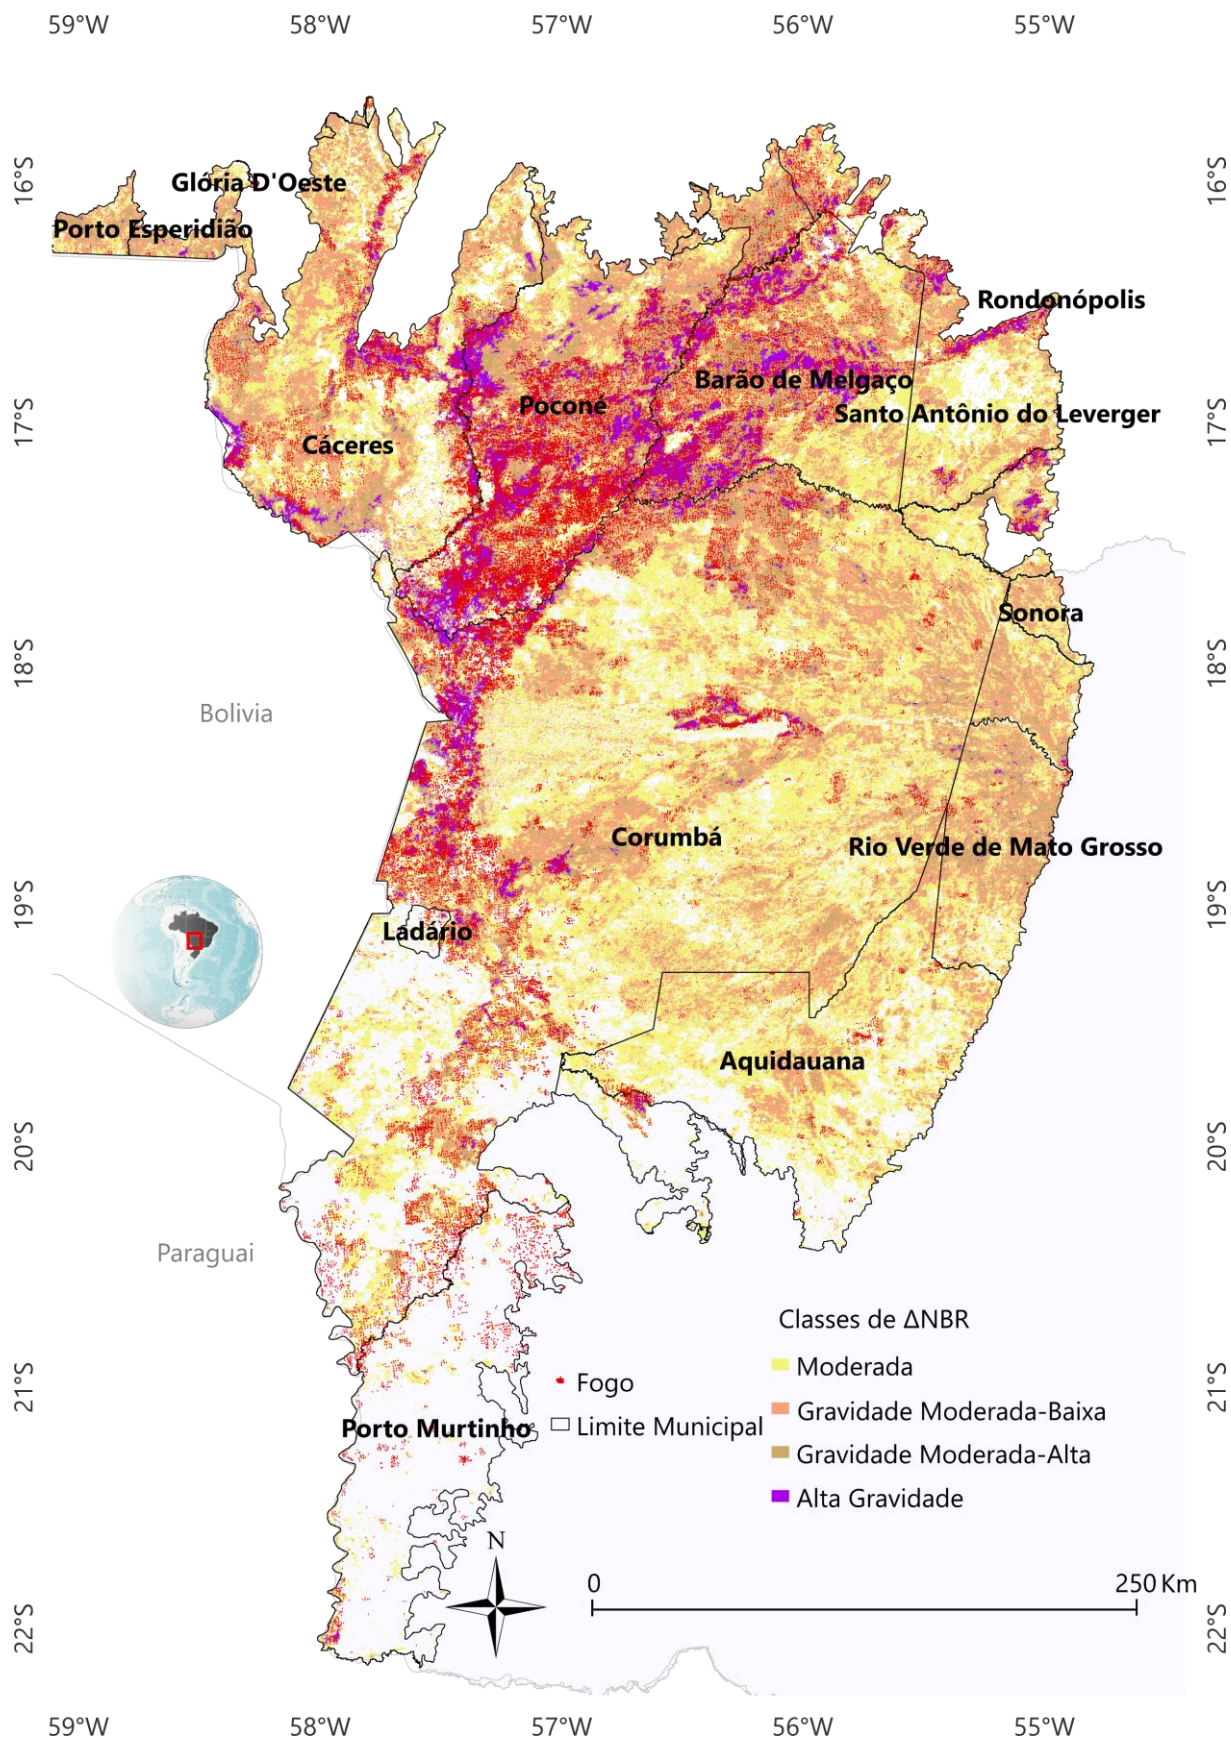 59°W 58°W 57°W 56°W 55°W
16°S 16°S
Glória D'Oeste
Porto Esperidião
Rondonópolis
Barão de Melgaço
Poconé
Santo Antônio do Leverger
17°S 17°S
Cáceres
Sonora
18°S 18°S
Bolivia
Corumbá
Rio Verde de Mato Grosso
19°S 19°S
Ladário
Aquidauana
20°S 20°S
Paraguai
Classes de ΔNBR
Moderada
21°S 21°S
Fogo
Gravidade Moderada-Baixa
Limite Municipal
Porto Murtinho
Gravidade Moderada-Alta
Alta Gravidade
N
0 250 Km
22°S 22°S
59°W 58°W 57°W 56°W 55°W